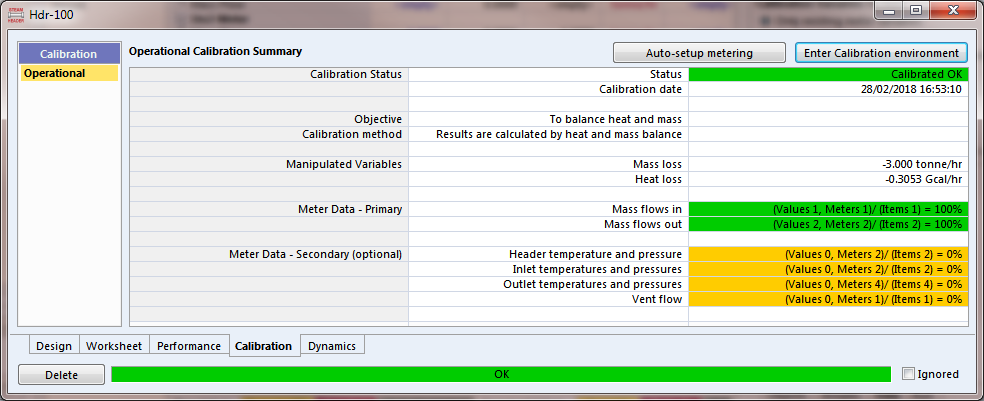 STEAM HEADER Hdr-100
Calibration
Operational
Operational Calibration Summary
Auto-setup metering
Enter Calibration environment
Calibration Status Status Calibrated OK
Calibration date 28/02/2018 16:53:10
Objective To balance heat and mass
Calibration method Results are calculated by heat and mass balance
Manipulated Variables Mass loss -3.000 tonne/hr
Heat loss -0.3053 Gcal/hr
Meter Data - Primary Mass flows in (Values 1, Meters 1)/ (Items 1) = 100%
Mass flows out (Values 2, Meters 2)/ (Items 2) = 100%
Meter Data - Secondary (optional) Header temperature and pressure (Values 0, Meters 2)/ (Items 2) = 0%
Inlet temperatures and pressures (Values 0, Meters 2)/ (Items 2) = 0%
Outlet temperatures and pressures (Values 0, Meters 4)/ (Items 4) = 0%
Vent flow (Values 0, Meters 1)/ (Items 1) = 0%
Design Worksheet Performance Calibration Dynamics
Delete OK Ignored